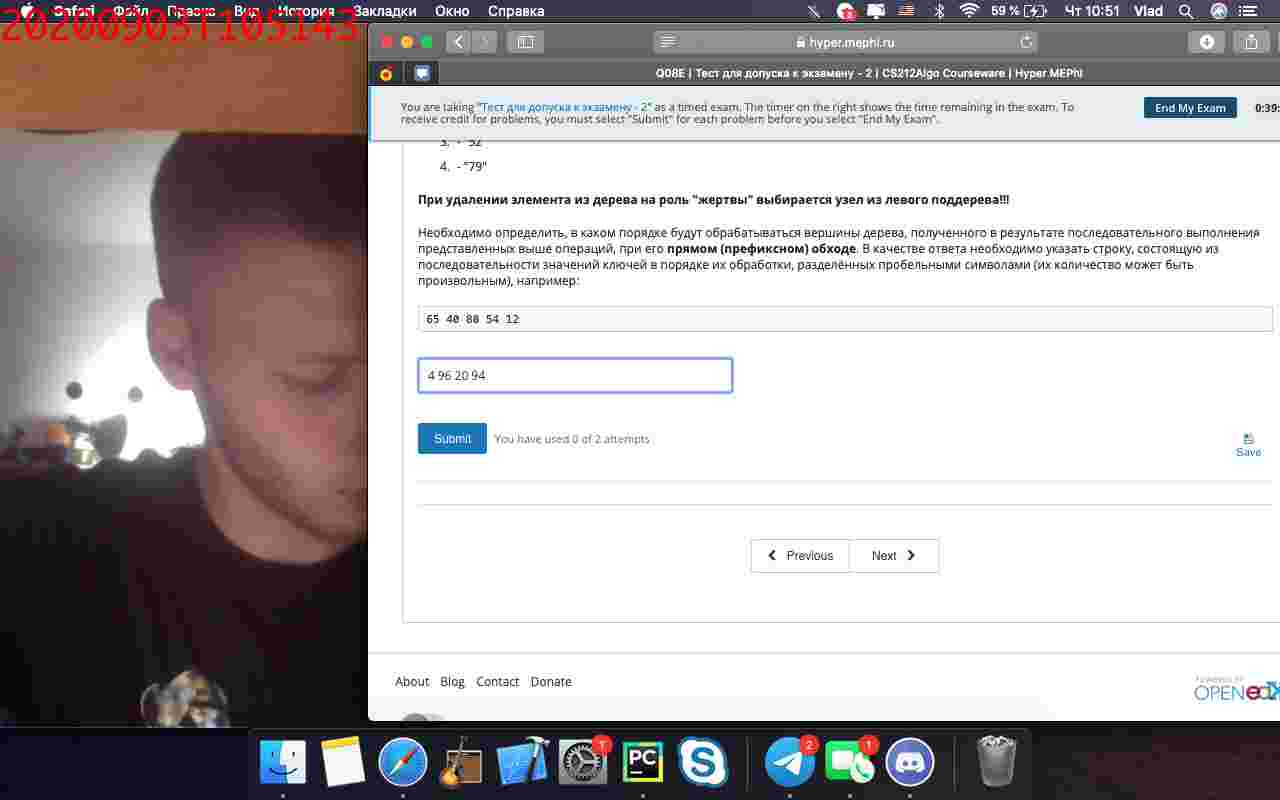 Safari Файл Правка Вид История Закладки Окно Справка 59 % Чт 10:51 Vlad
20200903T105143
hyper.mephi.ru
Q08E | Тест для допуска к экзамену - 2 | CS212Algo Courseware | Hyper.MEPhI
You are taking "Тест для допуска к экзамену - 2" as a timed exam. The timer on the right shows the time remaining in the exam. To
receive credit for problems, you must select "Submit" for each problem before you select "End My Exam".
End My Exam
0:39:
3. - "52"
4. - "79"
При удалении элемента из дерева на роль "жертвы" выбирается узел из левого поддерева!!!
Необходимо определить, в каком порядке будут обрабатываться вершины дерева, полученного в результате последовательного выполнения
представленных выше операций, при его прямом (префиксном) обходе. В качестве ответа необходимо указать строку, состоящую из
последовательности значений ключей в порядке их обработки, разделённых пробельными символами (их количество может быть
произвольным), например:
65 40 80 54 12
4 96 20 94
Submit
You have used 0 of 2 attempts
Save
Previous
Next
About Blog Contact Donate
POWERED BY
OPEN edX
1
PC
2
1